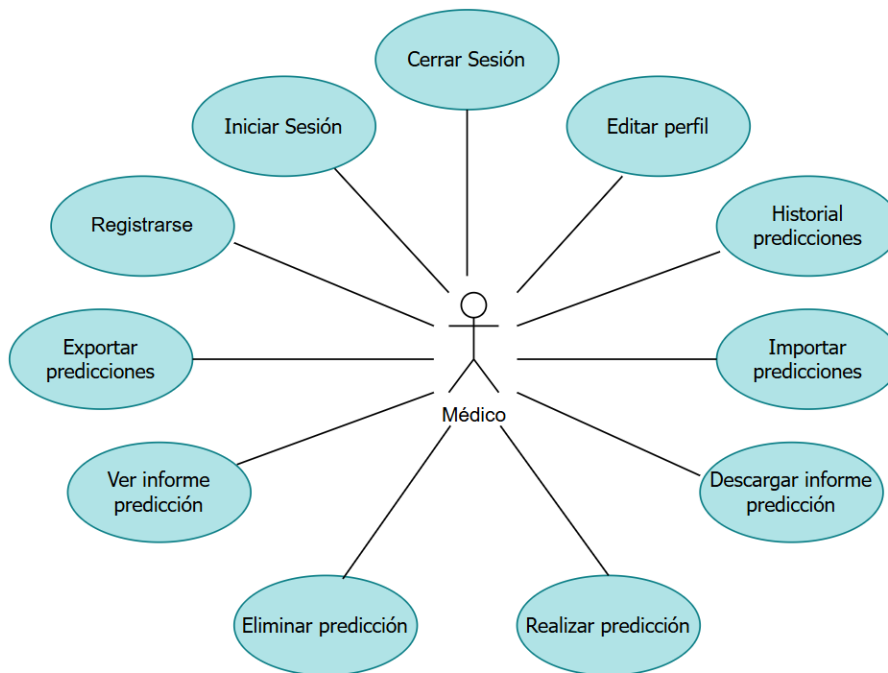 Cerrar Sesión
Iniciar Sesión
Editar perfil
Registrarse
Historial
predicciones
Exportar
predicciones
Importar
predicciones
Médico
Ver informe
predicción
Descargar informe
predicción
Eliminar predicción
Realizar predicción